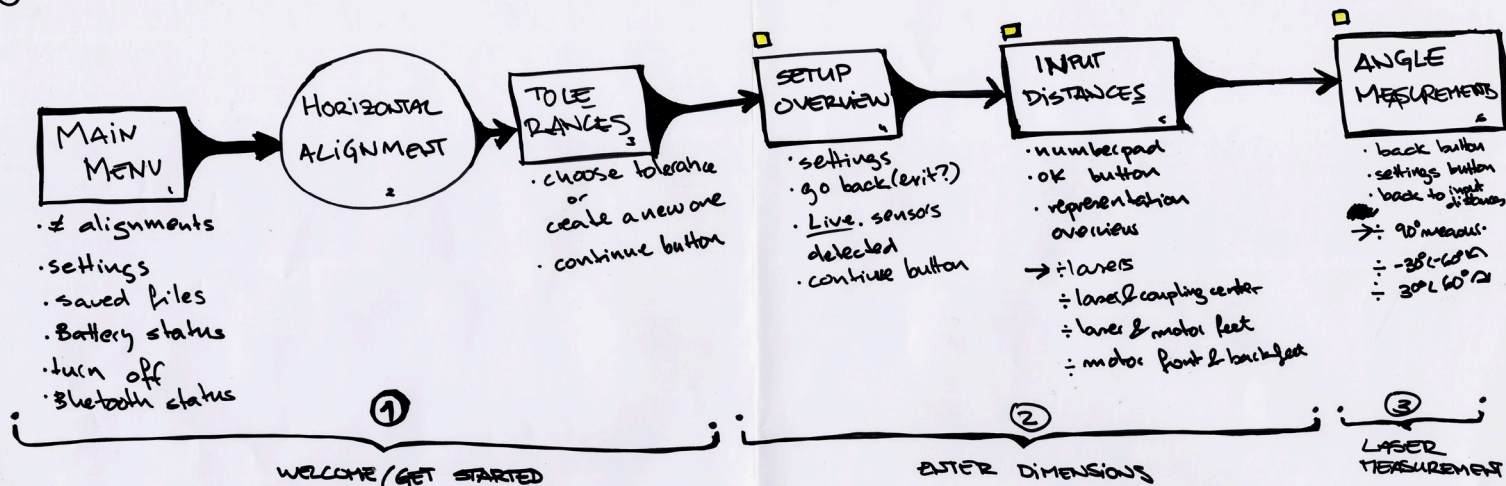 MAIN
MENU
1
· ≠ alignments
· settings
· saved files
· Battery status
· turn off
· Bluetooth status
HORIZONTAL
ALIGNMENT
2
TOLE
RANCES
3
· choose tolerance
or
create a new one
· continue button
①
WELCOME/GET STARTED
SETUP
OVERVIEW
4
· settings
· go back (exit?)
· Live. sensors
detected
· continue button
INPUT
DISTANCES
5
· numberpad
· OK button
· representation
overview
→ ÷ lasers
÷ laser & coupling center
÷ laser & motor feet
÷ motor front & back feet
②
ENTER DIMENSIONS
ANGLE
MEASUREMENTS
6
· back button
· settings button
· back to input
distances
→ ÷ 90° measur.
③
LASER
MEASUREMENT